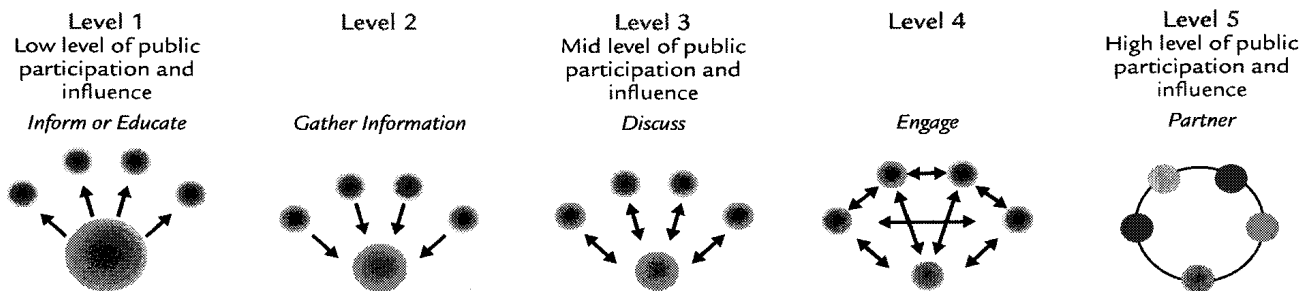 Level 1
Low level of public
participation and
influence
Inform or Educate
Level 2
Gather Information
Level 3
Mid level of public
participation and
influence
Discuss
Level 4
Engage
Level 5
High level of public
participation and
influence
Partner